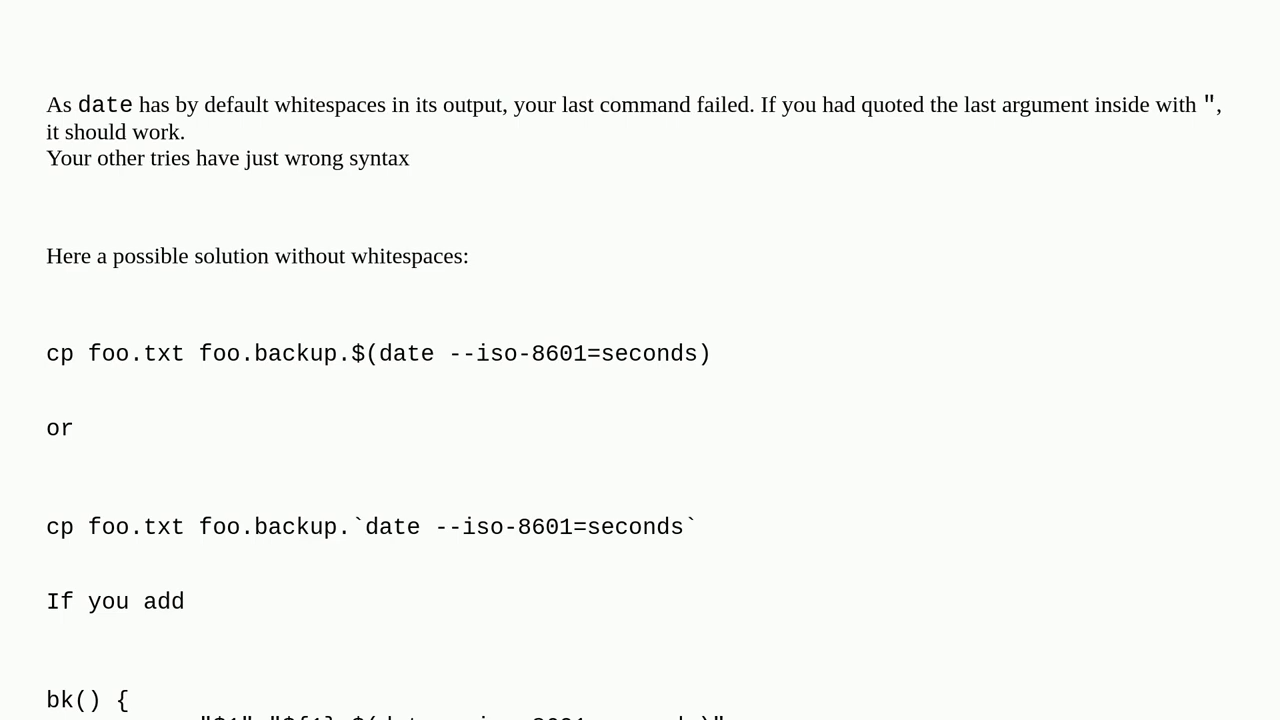 As date has by default whitespaces in its output, your last command failed. If you had quoted the last argument inside with ",
it should work.
Your other tries have just wrong syntax
Here a possible solution without whitespaces:
cp foo.txt foo.backup.$(date --iso-8601=seconds)
or
cp foo.txt foo.backup.`date --iso-8601=seconds`
If you add
bk() {